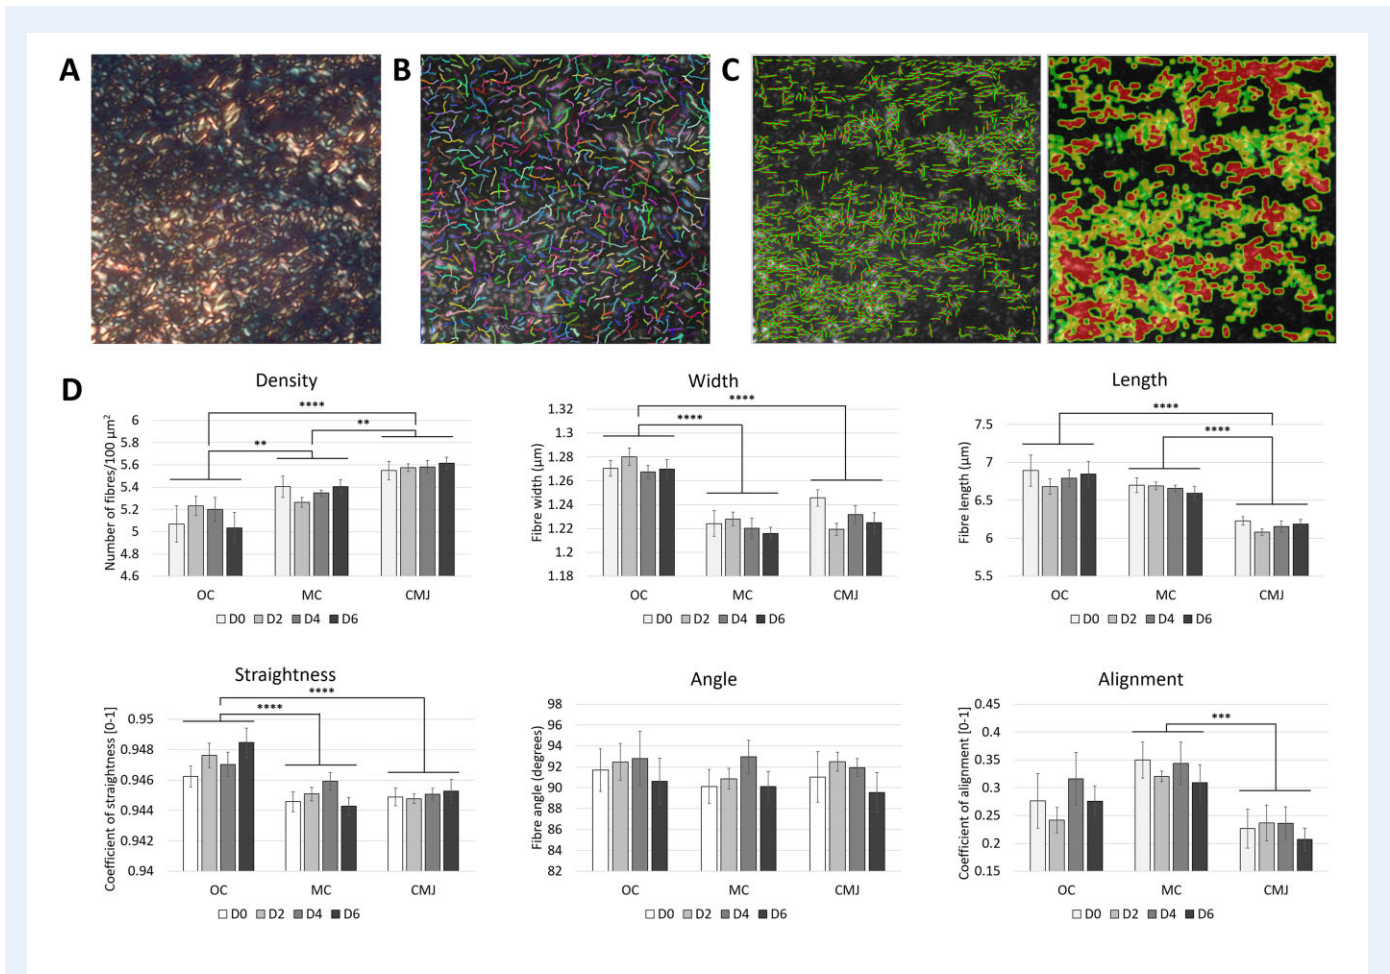 A
B
C
D
Density
Number of fibres/100 µm²
6
5.8
5.6
5.4
5.2
5
4.8
4.6
****
**
**
OC MC CMJ
D0 D2 D4 D6
Width
Fibre width (µm)
1.32
1.3
1.28
1.26
1.24
1.22
1.2
1.18
****
****
OC MC CMJ
D0 D2 D4 D6
Length
Fibre length (µm)
7.5
7
6.5
6
5.5
****
****
OC MC CMJ
D0 D2 D4 D6
Straightness
Coefficient of straightness [0-1]
0.95
0.948
0.946
0.944
0.942
0.94
****
****
OC MC CMJ
D0 D2 D4 D6
Angle
Fibre angle (degrees)
98
96
94
92
90
88
86
84
82
OC MC CMJ
D0 D2 D4 D6
Alignment
Coefficient of alignment [0-1]
0.45
0.4
0.35
0.3
0.25
0.2
0.15
***
OC MC CMJ
D0 D2 D4 D6